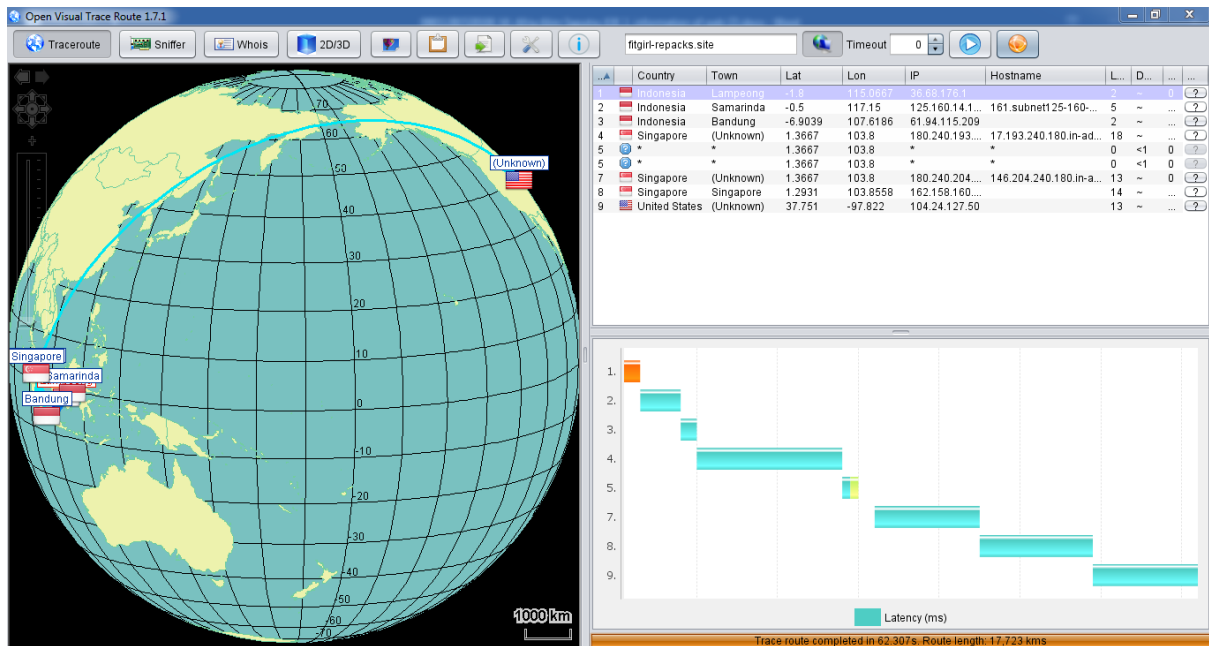 Open Visual Trace Route 1.7.1
Traceroute Sniffer Whois 2D/3D fitgirl-repacks.site Timeout 0
... Country Town Lat Lon IP Hostname L... D... ... ...
1 Indonesia Lampeong -1.8 115.0667 36.68.176.1 2 ~ 0 ?
2 Indonesia Samarinda -0.5 117.15 125.160.14.1... 161.subnet125-160-... 5 ~ ... ?
3 Indonesia Bandung -6.9039 107.6186 61.94.115.209 2 ~ ... ?
4 Singapore (Unknown) 1.3667 103.8 180.240.193.... 17.193.240.180.in-ad... 18 ~ ... ?
5 * * 1.3667 103.8 * * 0 <1 0 ?
5 * * 1.3667 103.8 * * 0 <1 0 ?
7 Singapore (Unknown) 1.3667 103.8 180.240.204.... 146.204.240.180.in-a... 13 ~ 0 ?
8 Singapore Singapore 1.2931 103.8558 162.158.160.... 14 ~ ... ?
9 United States (Unknown) 37.751 -97.822 104.24.127.50 13 ~ ... ?
70
60
(Unknown)
50
40
30
20
10
Singapore
Samarinda
Bandung
0
-10
-20
-30
-40
-50
-60
-70
1000 km
1.
2.
3.
4.
5.
7.
8.
9.
Latency (ms)
Trace route completed in 62.307s. Route length: 17,723 kms